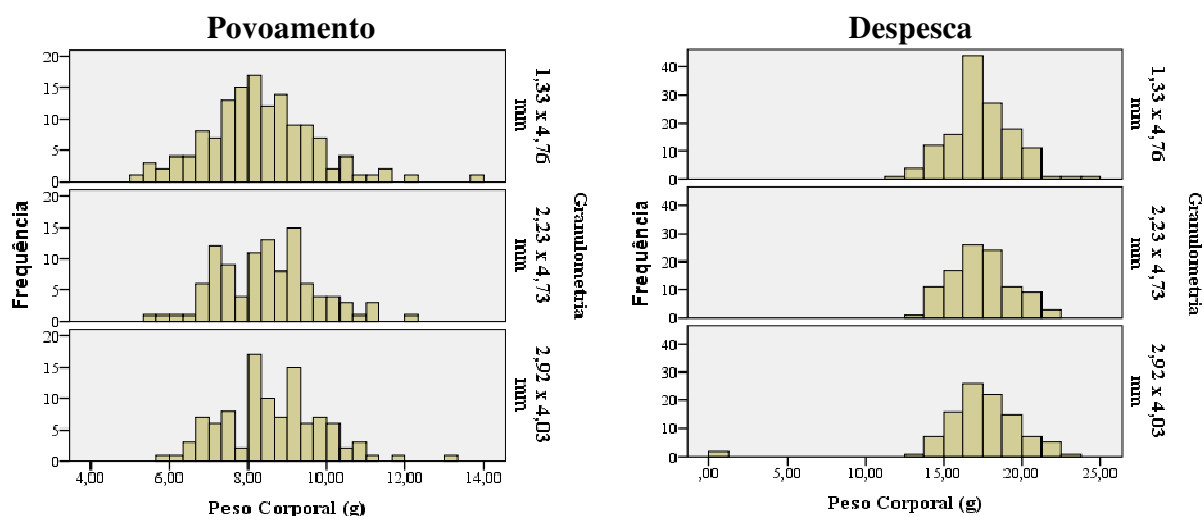 Povoamento
Frequência
20
15
10
5
0
1,33 x 4,76
mm
20
15
10
5
0
2,23 x 4,73
mm
20
15
10
5
0
2,92 x 4,03
mm
Granulometria
4,00 6,00 8,00 10,00 12,00 14,00
Peso Corporal (g)
Despesca
Frequência
40
30
20
10
0
1,33 x 4,76
mm
40
30
20
10
0
2,23 x 4,73
mm
40
30
20
10
0
2,92 x 4,03
mm
Granulometria
,00 5,00 10,00 15,00 20,00 25,00
Peso Corporal (g)